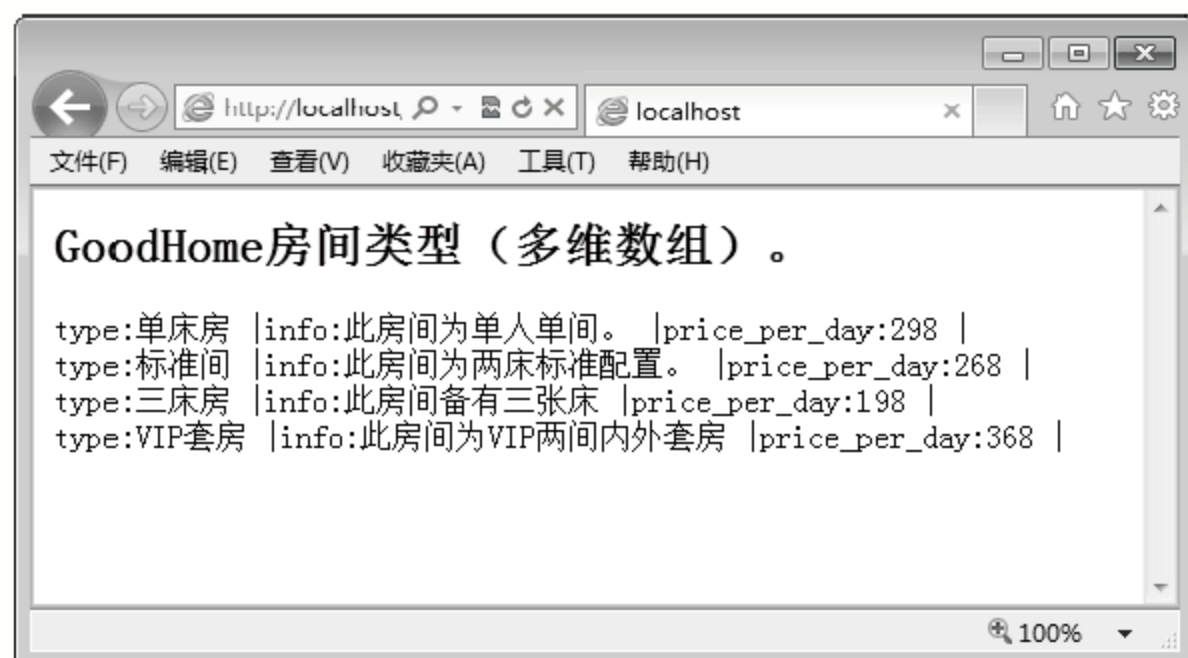 http://localhost,
localhost
文件(F) 编辑(E) 查看(V) 收藏夹(A) 工具(T) 帮助(H)
GoodHome房间类型（多维数组）。
type:单床房 |info:此房间为单人单间。 |price_per_day:298 |
type:标准间 |info:此房间为两床标准配置。 |price_per_day:268 |
type:三床房 |info:此房间备有三张床 |price_per_day:198 |
type:VIP套房 |info:此房间为VIP两间内外套房 |price_per_day:368 |
100%